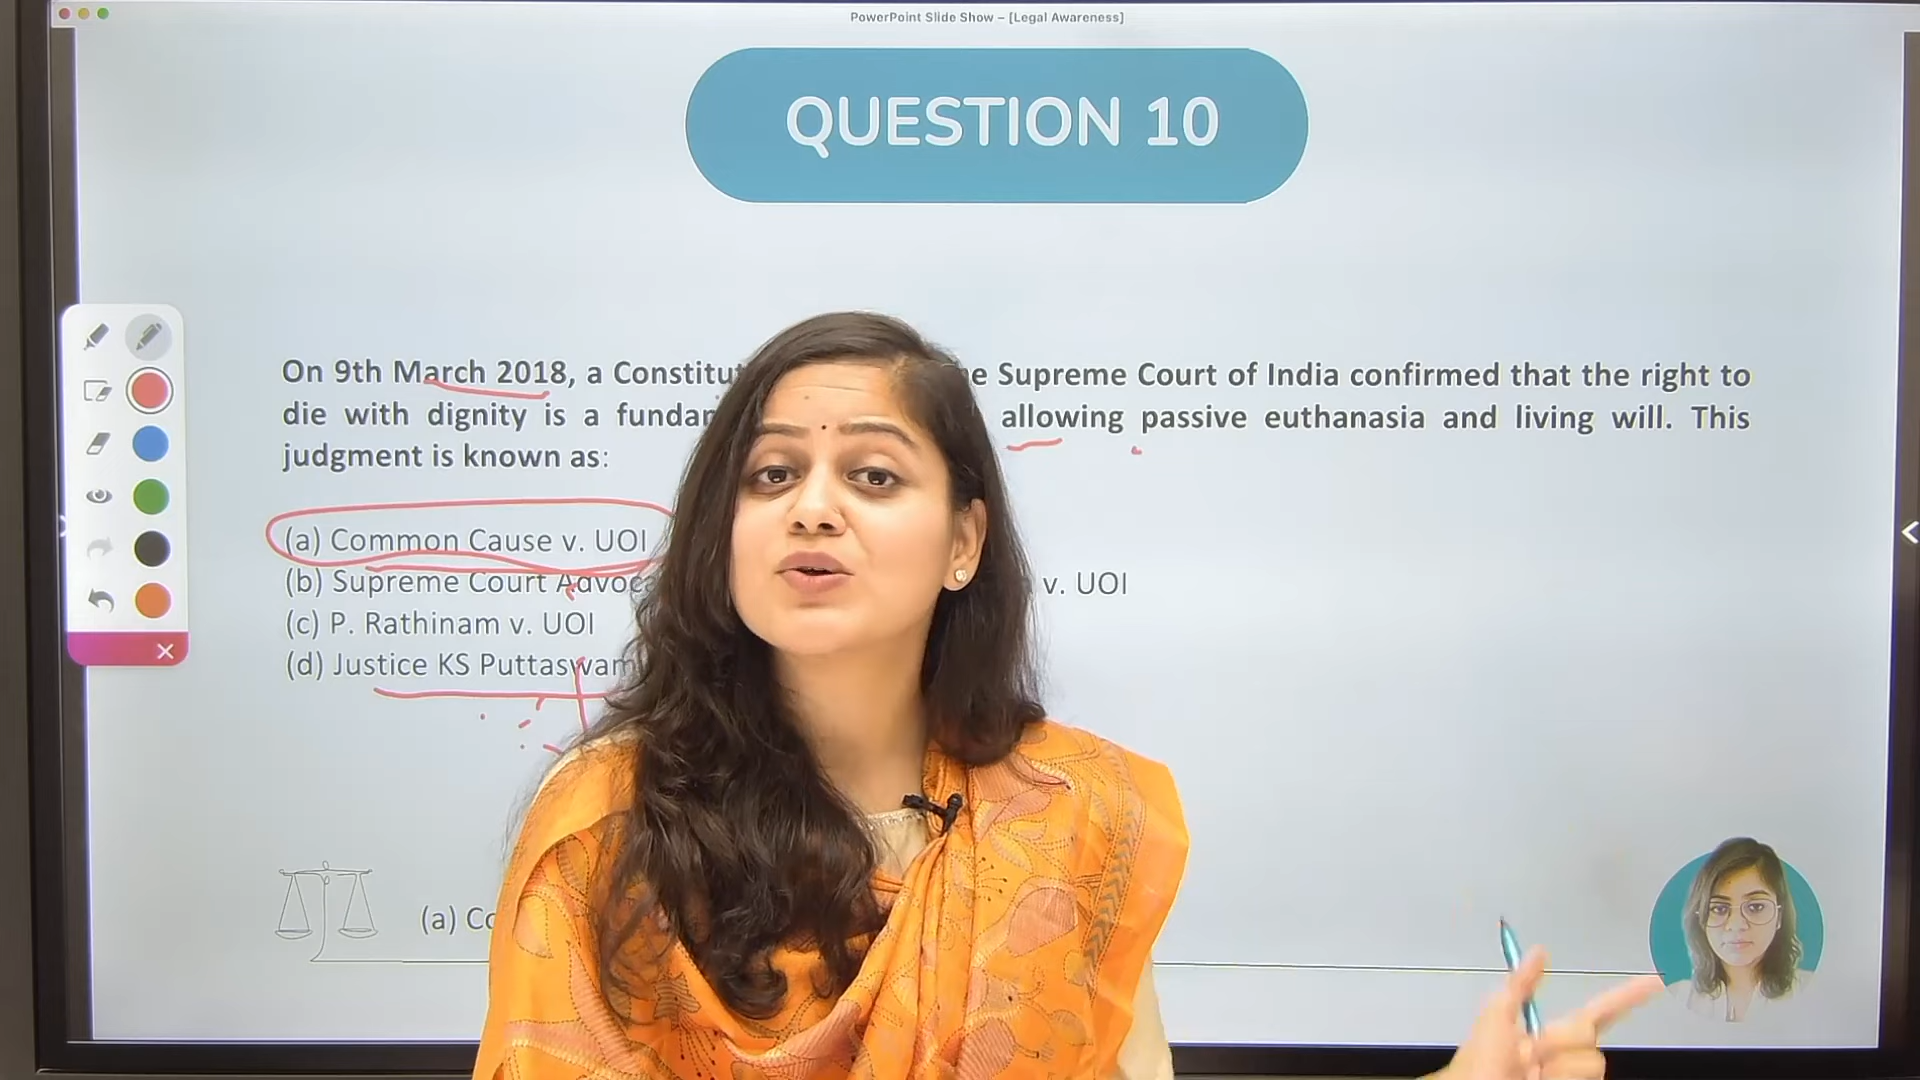 PowerPoint Slide Show – [Legal Awareness]
QUESTION 10
On 9th March 2018, a Constitu e Supreme Court of India confirmed that the right to
die with dignity is a fundar allowing passive euthanasia and living will. This
judgment is known as:
(a) Common Cause v. UOI
(b) Supreme Court Advoca v. UOI
(c) P. Rathinam v. UOI
(d) Justice KS Puttaswam
(a) Co